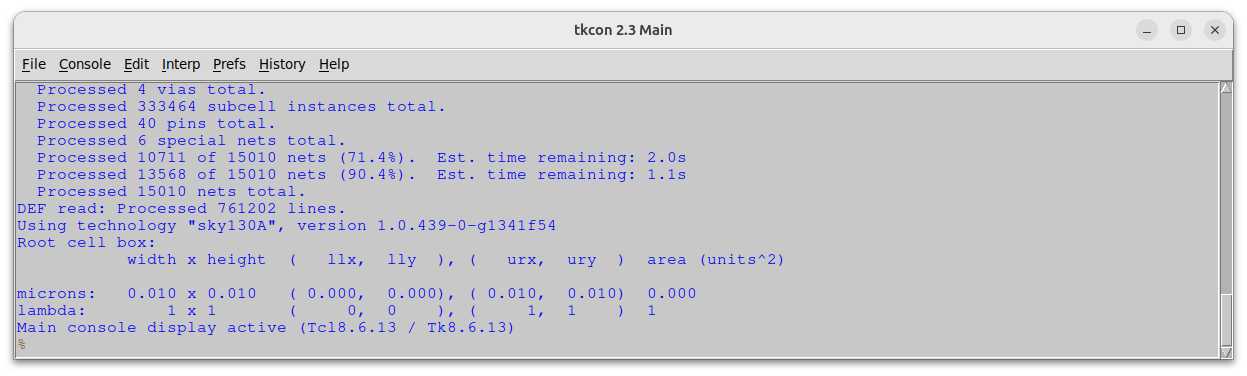 tkcon 2.3 Main
File Console Edit Interp Prefs History Help
Processed 4 vias total.
Processed 333464 subcell instances total.
Processed 40 pins total.
Processed 6 special nets total.
Processed 10711 of 15010 nets (71.4%).  Est. time remaining: 2.0s
Processed 13568 of 15010 nets (90.4%).  Est. time remaining: 1.1s
Processed 15010 nets total.
DEF read: Processed 761202 lines.
Using technology "sky130A", version 1.0.439-0-g1341f54
Root cell box:
           width x height  (   llx,  lly  ), (   urx,  ury  )  area (units^2)
microns:   0.010 x 0.010   ( 0.000,  0.000), ( 0.010,  0.010)  0.000
lambda:        1 x 1       (     0,  0    ), (     1,  1    )  1
Main console display active (Tcl8.6.13 / Tk8.6.13)
%